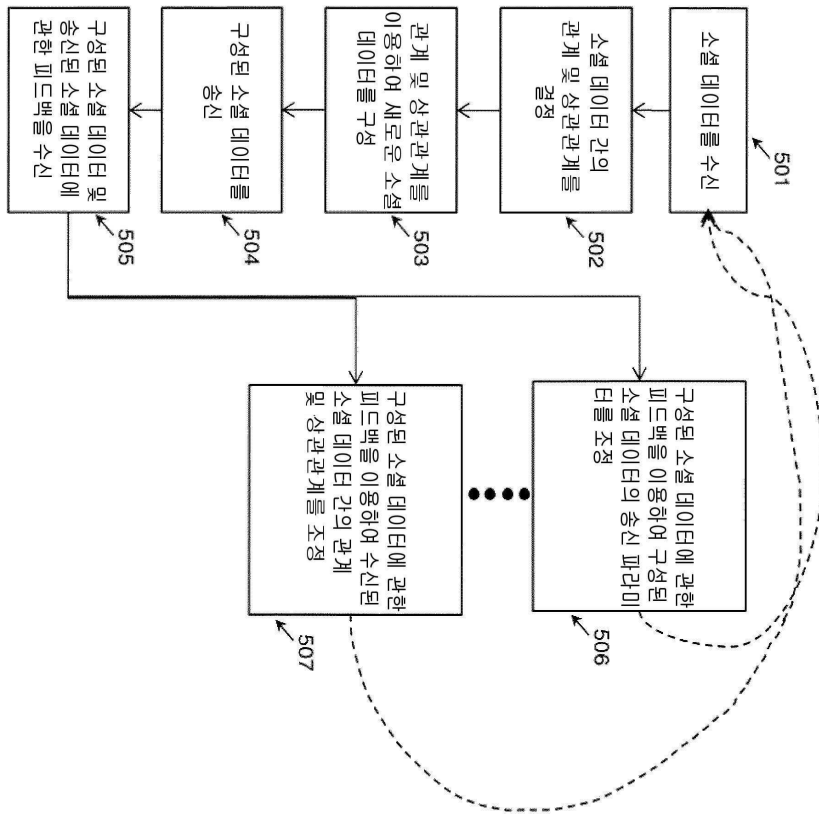 소셜 데이터를 수신
501
소셜 데이터 간의
관계 및 상관관계를
결정
502
관계 및 상관관계를
이용하여 새로운 소셜
데이터를 구성
503
구성된 소셜 데이터를
송신
504
구성된 소셜 데이터 및
송신된 소셜 데이터에
관한 피드백을 수신
505
구성된 소셜 데이터에 관한
피드백을 이용하여 구성된
소셜 데이터의 송신 파라미
터를 조정
506
구성된 소셜 데이터에 관한
피드백을 이용하여 수신된
소셜 데이터 간의 관계
및 상관관계를 조정
507